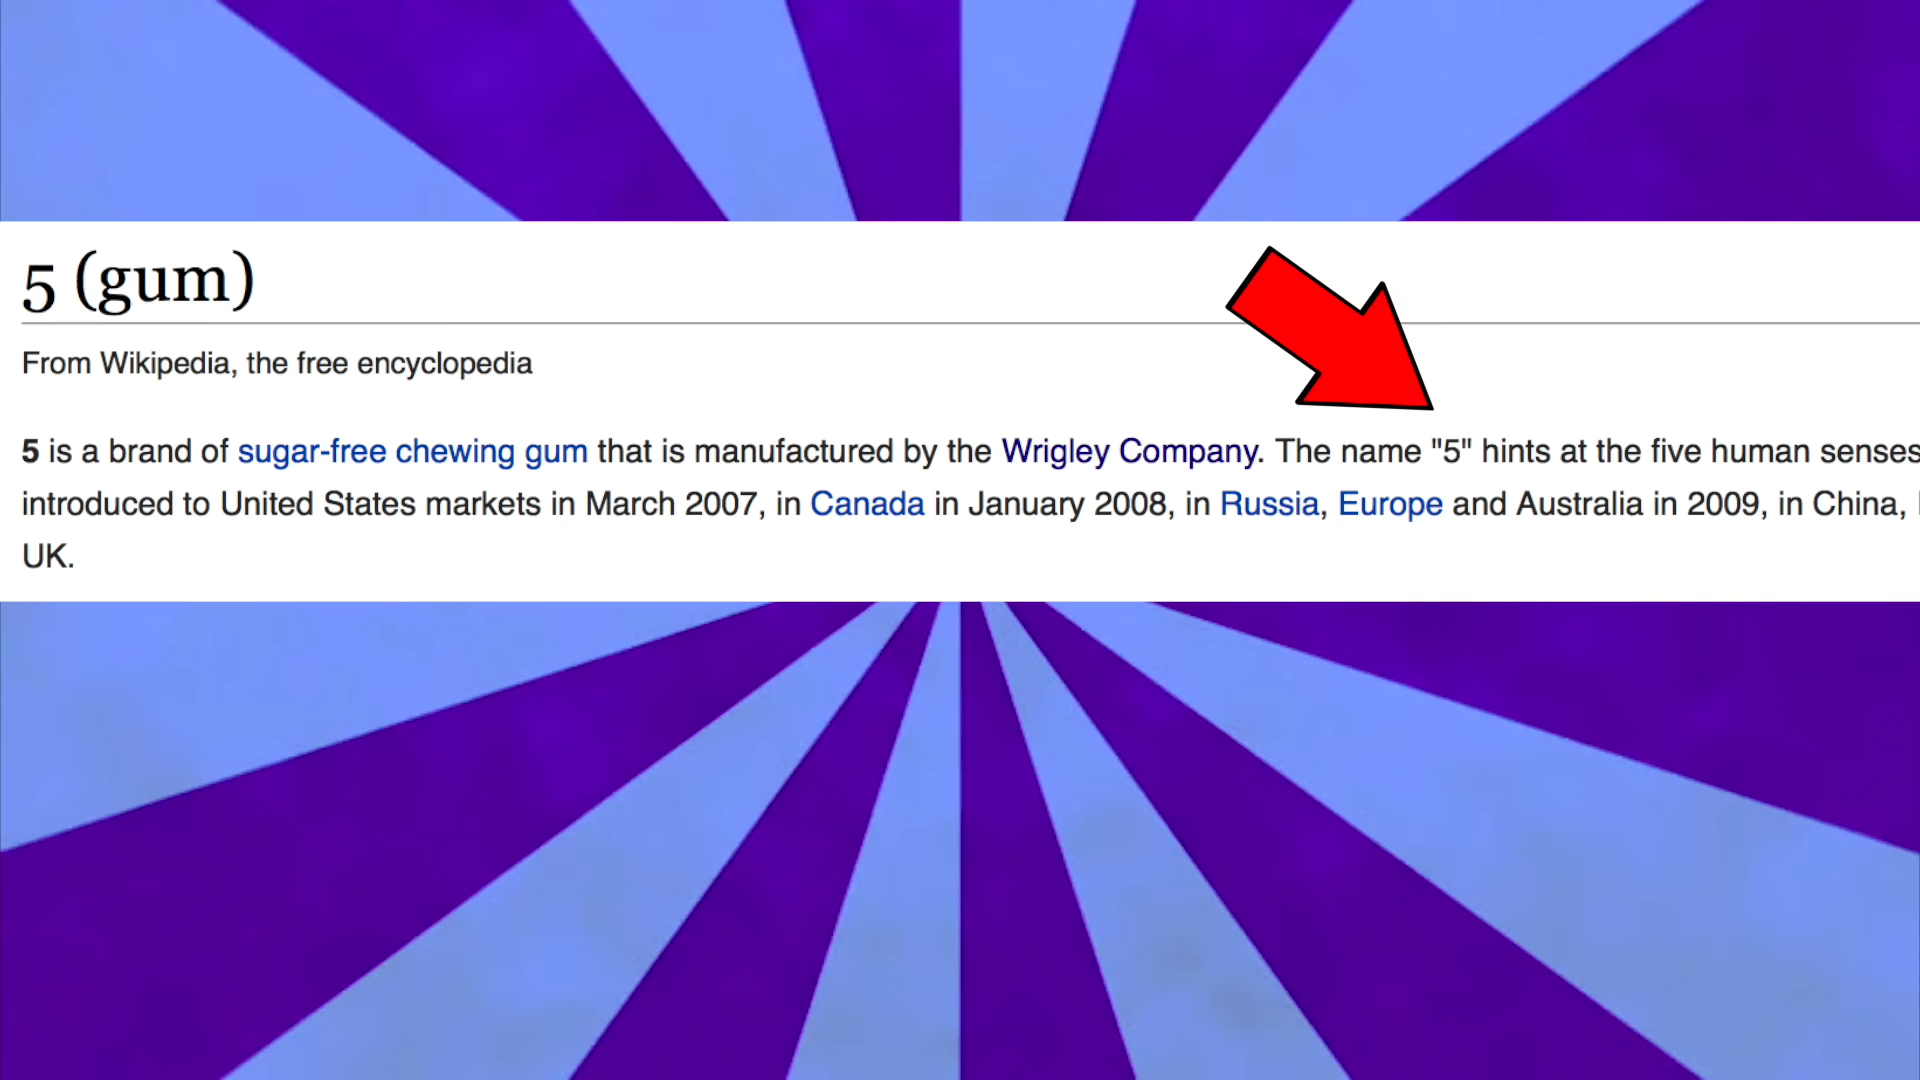 5 (gum)
From Wikipedia, the free encyclopedia
5 is a brand of sugar-free chewing gum that is manufactured by the Wrigley Company. The name "5" hints at the five human senses
introduced to United States markets in March 2007, in Canada in January 2008, in Russia, Europe and Australia in 2009, in China,
UK.